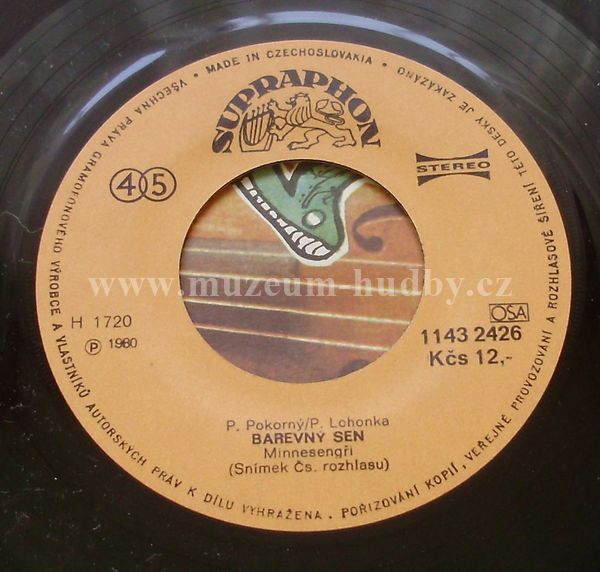 VŠECHNA PRÁVA GRAMOFONOVÉHO VÝROBCE A VLASTNÍKŮ AUTORSKÝCH PRÁV K DÍLU VYHRAŽENA. POŘIZOVÁNÍ KOPIÍ, VEŘEJNÉ PROVOZOVÁNÍ A ROZHLASOVÉ ŠÍŘENÍ TÉTO DESKY JE ZAKÁZÁNO
• MADE IN CZECHOSLOVAKIA •
SUPRAPHON
45
STEREO
www.muzeum-hudby.cz
OSA
H 1720
Ⓟ 1980
1143 2426
Kčs 12,-
P. Pokorný/P. Lohonka
BAREVNÝ SEN
Minnesengři
(Snímek Čs. rozhlasu)